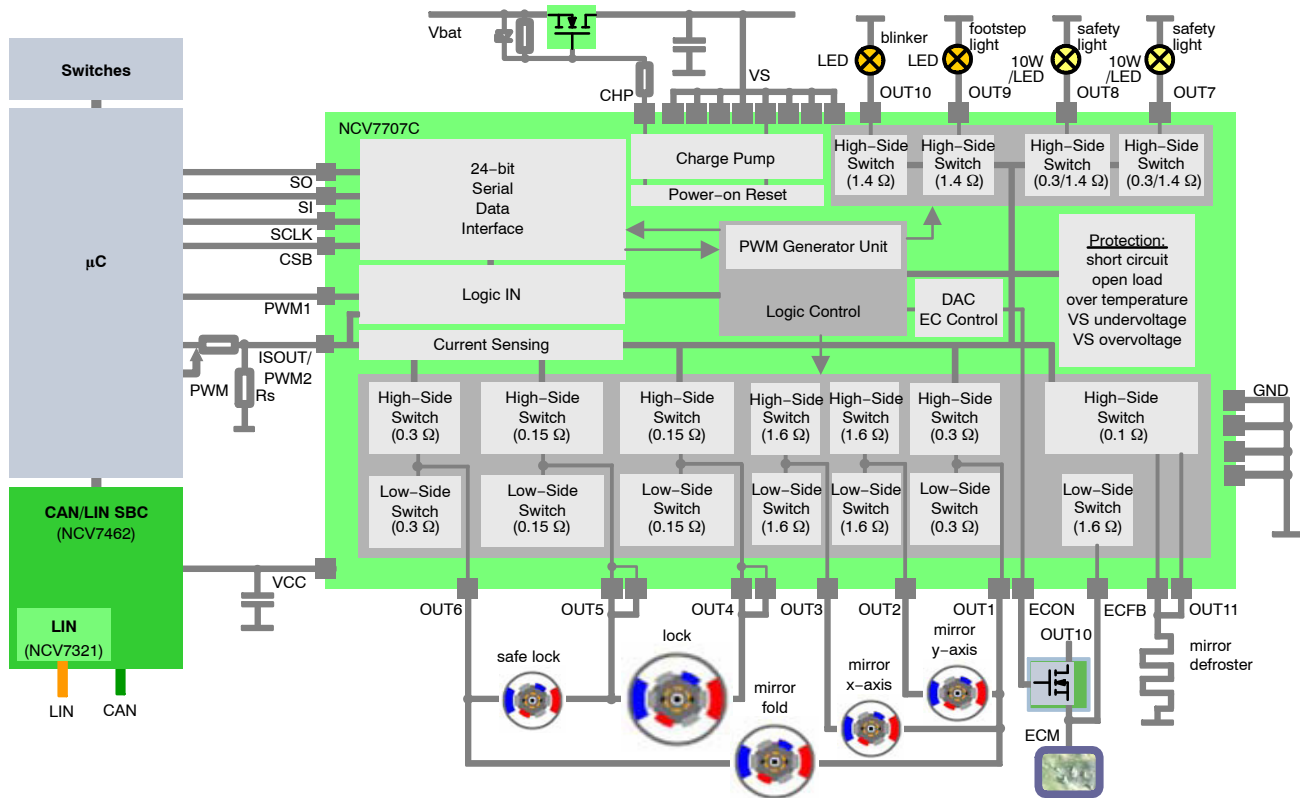 Switches
µC
CAN/LIN SBC
(NCV7462)
LIN
(NCV7321)
LIN
CAN
Vbat
CHP
VS
blinker
LED
OUT10
footstep
light
LED
OUT9
safety
light
10W
/LED
OUT8
safety
light
10W
/LED
OUT7
NCV7707C
SO
SI
SCLK
CSB
PWM1
ISOUT/
PWM2
PWM
Rs
VCC
24−bit
Serial
Data
Interface
Logic IN
Current Sensing
Charge Pump
Power−on Reset
High−Side
Switch
(1.4 Ω)
High−Side
Switch
(1.4 Ω)
High−Side
Switch
(0.3/1.4 Ω)
High−Side
Switch
(0.3/1.4 Ω)
PWM Generator Unit
Logic Control
DAC
EC Control
Protection:
short circuit
open load
over temperature
VS undervoltage
VS overvoltage
High−Side
Switch
(0.3 Ω)
High−Side
Switch
(0.15 Ω)
High−Side
Switch
(0.15 Ω)
High−Side
Switch
(1.6 Ω)
High−Side
Switch
(1.6 Ω)
High−Side
Switch
(0.3 Ω)
High−Side
Switch
(0.1 Ω)
Low−Side
Switch
(0.3 Ω)
Low−Side
Switch
(0.15 Ω)
Low−Side
Switch
(0.15 Ω)
Low−Side
Switch
(1.6 Ω)
Low−Side
Switch
(1.6 Ω)
Low−Side
Switch
(0.3 Ω)
Low−Side
Switch
(1.6 Ω)
GND
OUT6
OUT5
OUT4
OUT3
OUT2
OUT1
ECON
ECFB
OUT11
safe lock
lock
mirror
fold
mirror
x−axis
mirror
y−axis
OUT10
ECM
mirror
defroster